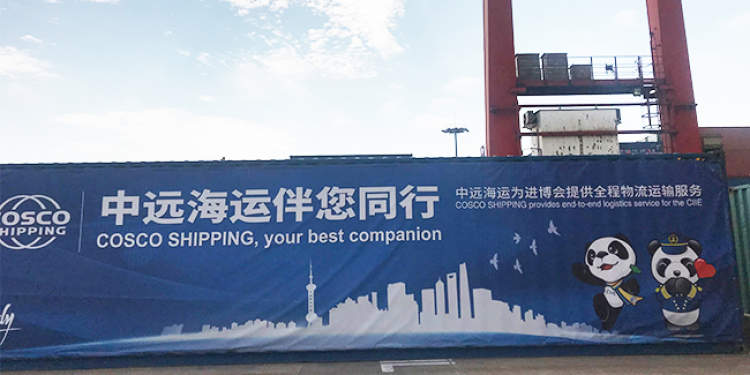 COSCO
SHIPPING
中远海运伴您同行
COSCO SHIPPING, your best companion
中远海运为进博会提供全程物流运输服务
COSCO SHIPPING provides end-to-end logistics service for the CIIE